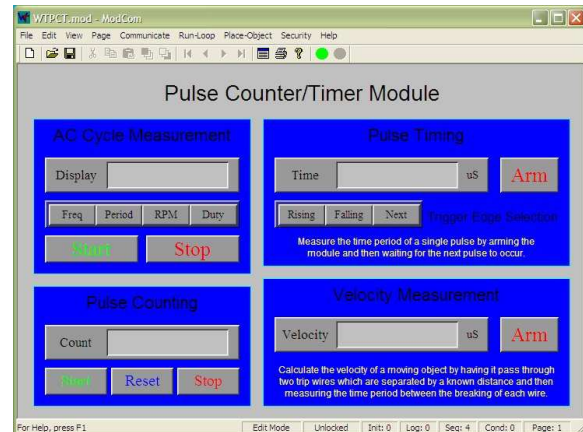 WTPCT.mod - ModCom
File Edit View Page Communicate Run-Loop Place-Object Security Help
Pulse Counter/Timer Module
AC Cycle Measurement
Display
Freq Period RPM Duty
Start Stop
Pulse Timing
Time uS Arm
Rising Falling Next Trigger Edge Selection
Measure the time period of a single pulse by arming the
module and then waiting for the next pulse to occur.
Pulse Counting
Count
Start Reset Stop
Velocity Measurement
Velocity uS Arm
Calculate the velocity of a moving object by having it pass through
two trip wires which are separated by a known distance and then
measuring the time period between the breaking of each wire.
For Help, press F1 Edit Mode Unlocked Init: 0 Log: 0 Seq: 4 Cond: 0 Page: 1